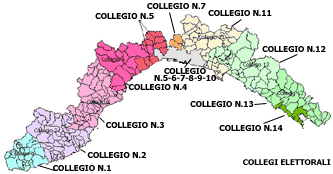 COLLEGIO N.7
COLLEGIO N.5
COLLEGIO N.11
COLLEGIO N.12
COLLEGIO
N.5-6-7-8-9-10
COLLEGIO N.4
COLLEGIO N.13
COLLEGIO N.3
COLLEGIO N.14
COLLEGIO N.2
COLLEGI ELETTORALI
COLLEGIO N.1